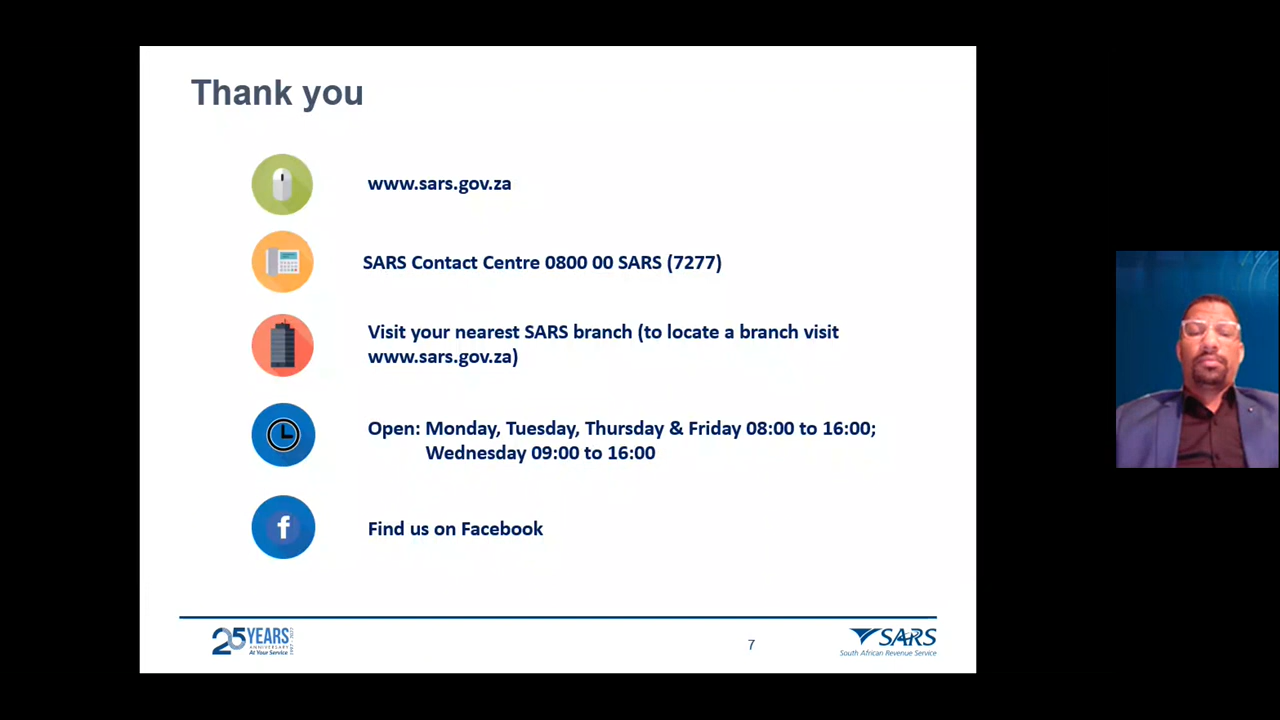 Thank you
www.sars.gov.za
SARS Contact Centre 0800 00 SARS (7277)
Visit your nearest SARS branch (to locate a branch visit
www.sars.gov.za)
Open: Monday, Tuesday, Thursday & Friday 08:00 to 16:00;
Wednesday 09:00 to 16:00
f
Find us on Facebook
25 YEARS
ANNIVERSARY
At Your Service
7
SARS
South African Revenue Service